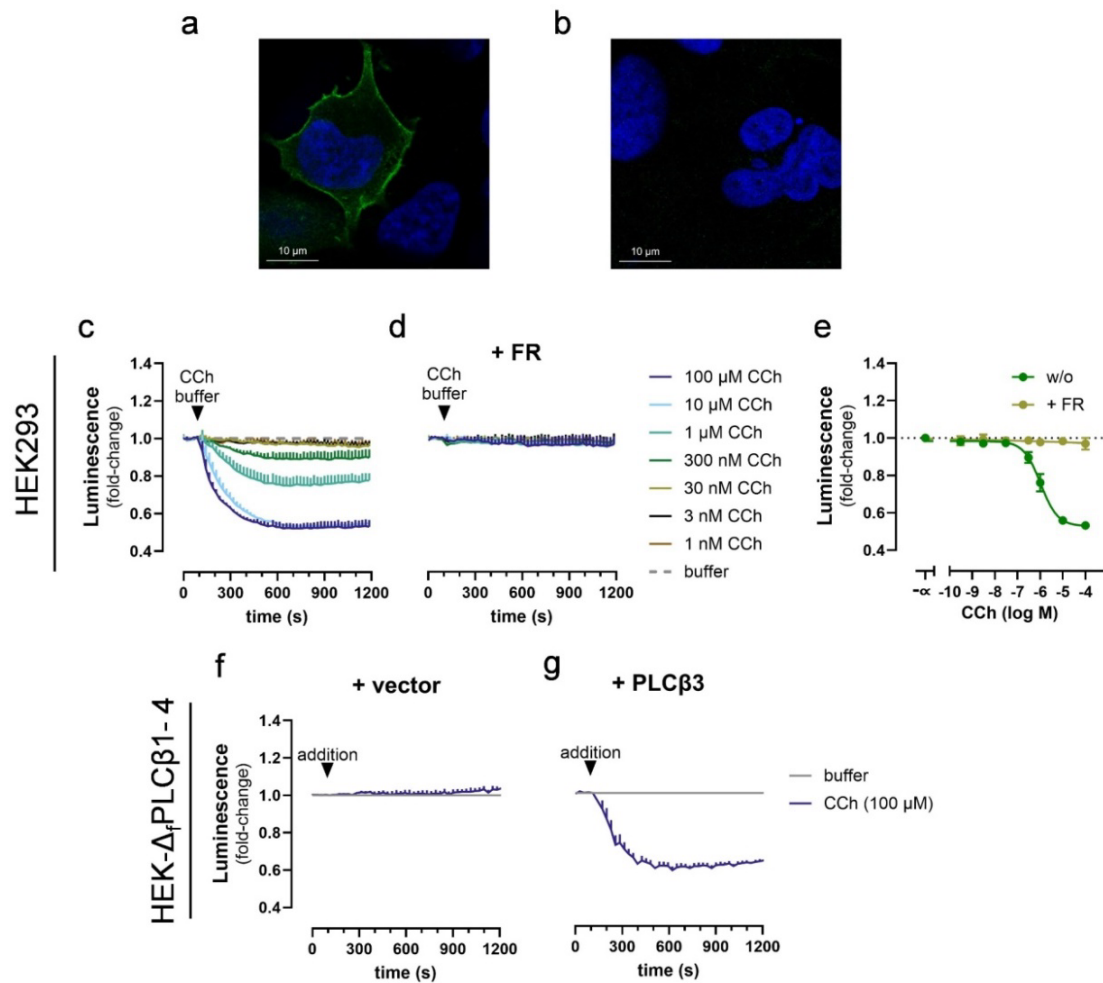 a
b
10 µm
10 µm
HEK293
c
d
+ FR
e
CCh
buffer
CCh
buffer
Luminescence
(fold-change)
1.4
1.2
1.0
0.8
0.6
0.4
0 300 600 900 1200
time (s)
0 300 600 900 1200
time (s)
100 µM CCh
10 µM CCh
1 µM CCh
300 nM CCh
30 nM CCh
3 nM CCh
1 nM CCh
buffer
Luminescence
(fold-change)
1.4
1.2
1.0
0.8
0.6
0.4
w/o
+ FR
-∝ -10 -9 -8 -7 -6 -5 -4
CCh (log M)
HEK-ΔfPLCβ1- 4
f
+ vector
g
+ PLCβ3
addition
addition
Luminescence
(fold-change)
1.4
1.2
1.0
0.8
0.6
0.4
0 300 600 900 1200
time (s)
0 300 600 900 1200
time (s)
buffer
CCh (100 µM)